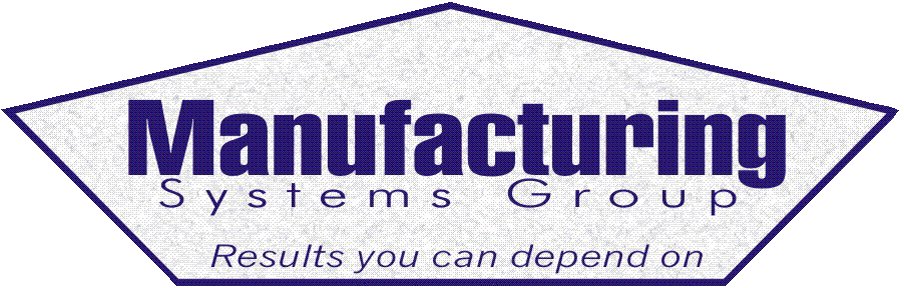 Manufacturing
Systems Group
Results you can depend on